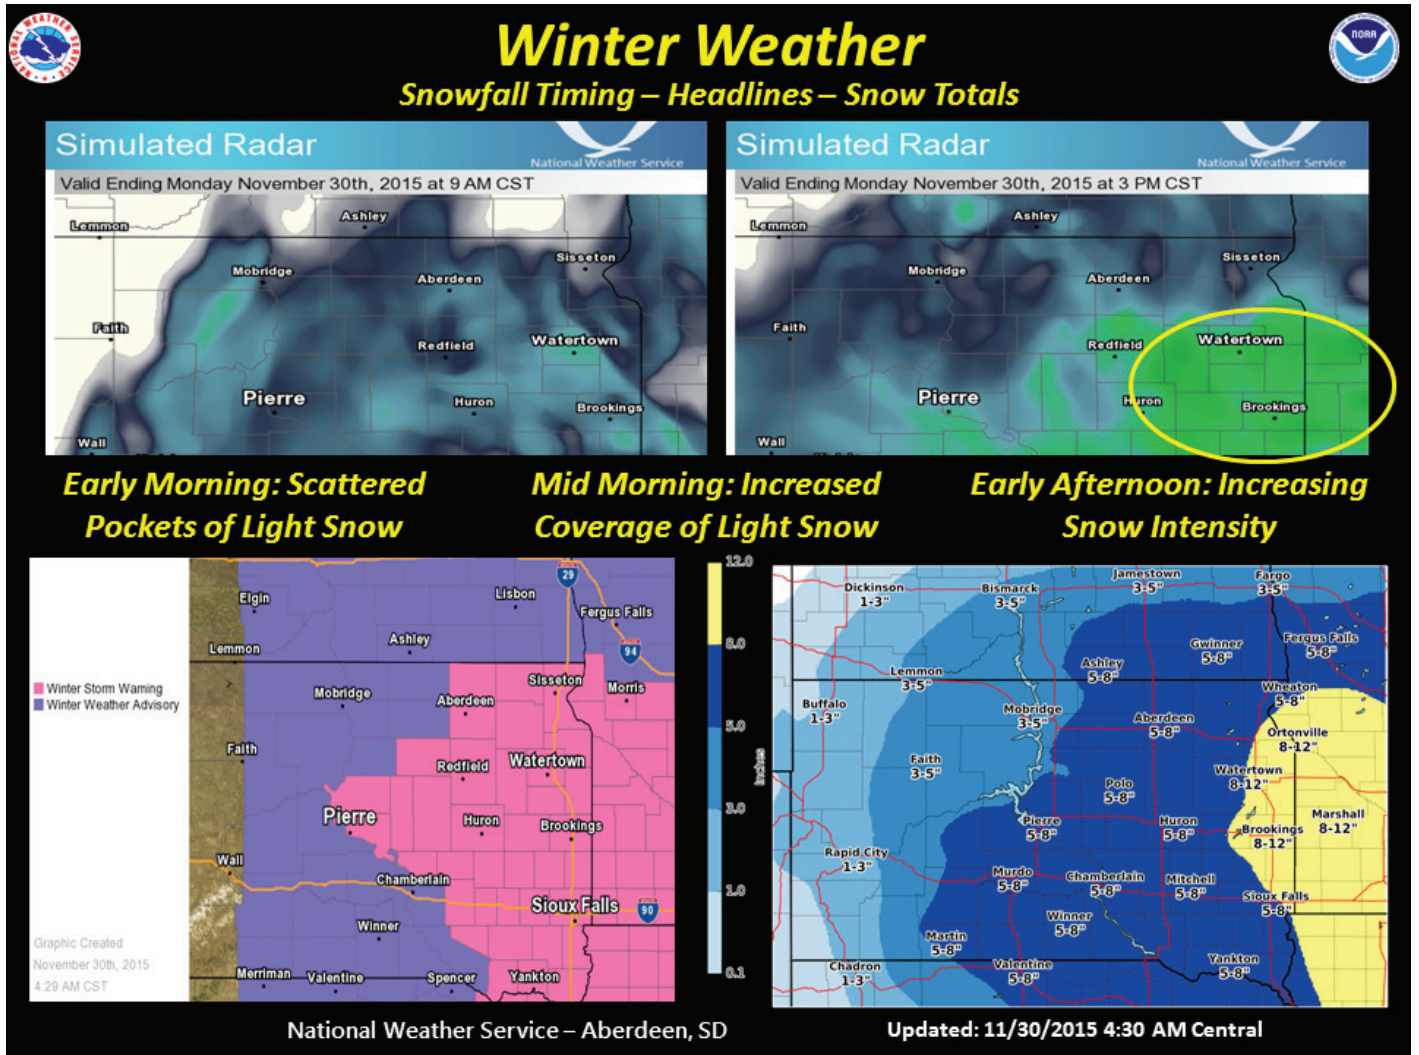 Winter Weather
Snowfall Timing – Headlines – Snow Totals
NATIONAL WEATHER SERVICE
NOAA
Simulated Radar
National Weather Service
Valid Ending Monday November 30th, 2015 at 9 AM CST
Lemmon
Ashley
Sisseton
Mobridge
Aberdeen
Faith
Redfield
Watertown
Pierre
Huron
Brookings
Wall
Simulated Radar
National Weather Service
Valid Ending Monday November 30th, 2015 at 3 PM CST
Lemmon
Ashley
Sisseton
Mobridge
Aberdeen
Faith
Redfield
Watertown
Pierre
Huron
Brookings
Wall
Early Morning: Scattered
Pockets of Light Snow
Mid Morning: Increased
Coverage of Light Snow
Early Afternoon: Increasing
Snow Intensity
Winter Storm Warning
Winter Weather Advisory
Graphic Created
November 30th, 2015
4:29 AM CST
29
Elgin
Lisbon
Fergus Falls
Ashley
94
Lemmon
Sisseton
Morris
Mobridge
Aberdeen
Faith
Redfield
Watertown
Pierre
Huron
Brookings
Wall
Chamberlain
Sioux Falls
90
Winner
Merriman
Valentine
Spencer
Yankton
12.0
8.0
5.0
3.0
1.0
0.1
Inches
Dickinson
1-3"
Bismarck
3-5"
Jamestown
3-5"
Fargo
3-5"
Gwinner
5-8"
Fergus Falls
5-8"
Ashley
5-8"
Lemmon
3-5"
Wheaton
5-8"
Buffalo
1-3"
Mobridge
3-5"
Aberdeen
5-8"
Ortonville
8-12"
Faith
3-5"
Watertown
8-12"
Polo
5-8"
Pierre
5-8"
Huron
5-8"
Brookings
8-12"
Marshall
8-12"
Rapid City
1-3"
Murdo
5-8"
Chamberlain
5-8"
Mitchell
5-8"
Sioux Falls
5-8"
Winner
5-8"
Martin
5-8"
Chadron
1-3"
Valentine
5-8"
Yankton
5-8"
National Weather Service – Aberdeen, SD
Updated: 11/30/2015 4:30 AM Central